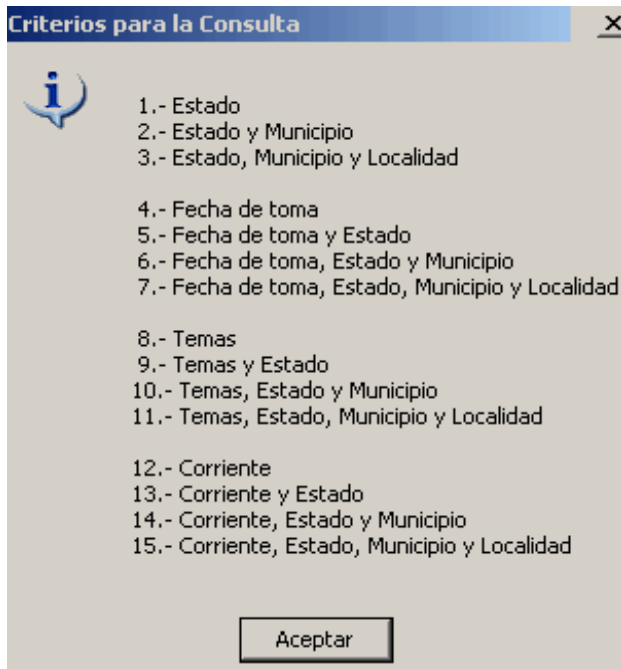 Criterios para la Consulta
1.- Estado
2.- Estado y Municipio
3.- Estado, Municipio y Localidad
4.- Fecha de toma
5.- Fecha de toma y Estado
6.- Fecha de toma, Estado y Municipio
7.- Fecha de toma, Estado, Municipio y Localidad
8.- Temas
9.- Temas y Estado
10.- Temas, Estado y Municipio
11.- Temas, Estado, Municipio y Localidad
12.- Corriente
13.- Corriente y Estado
14.- Corriente, Estado y Municipio
15.- Corriente, Estado, Municipio y Localidad
Aceptar